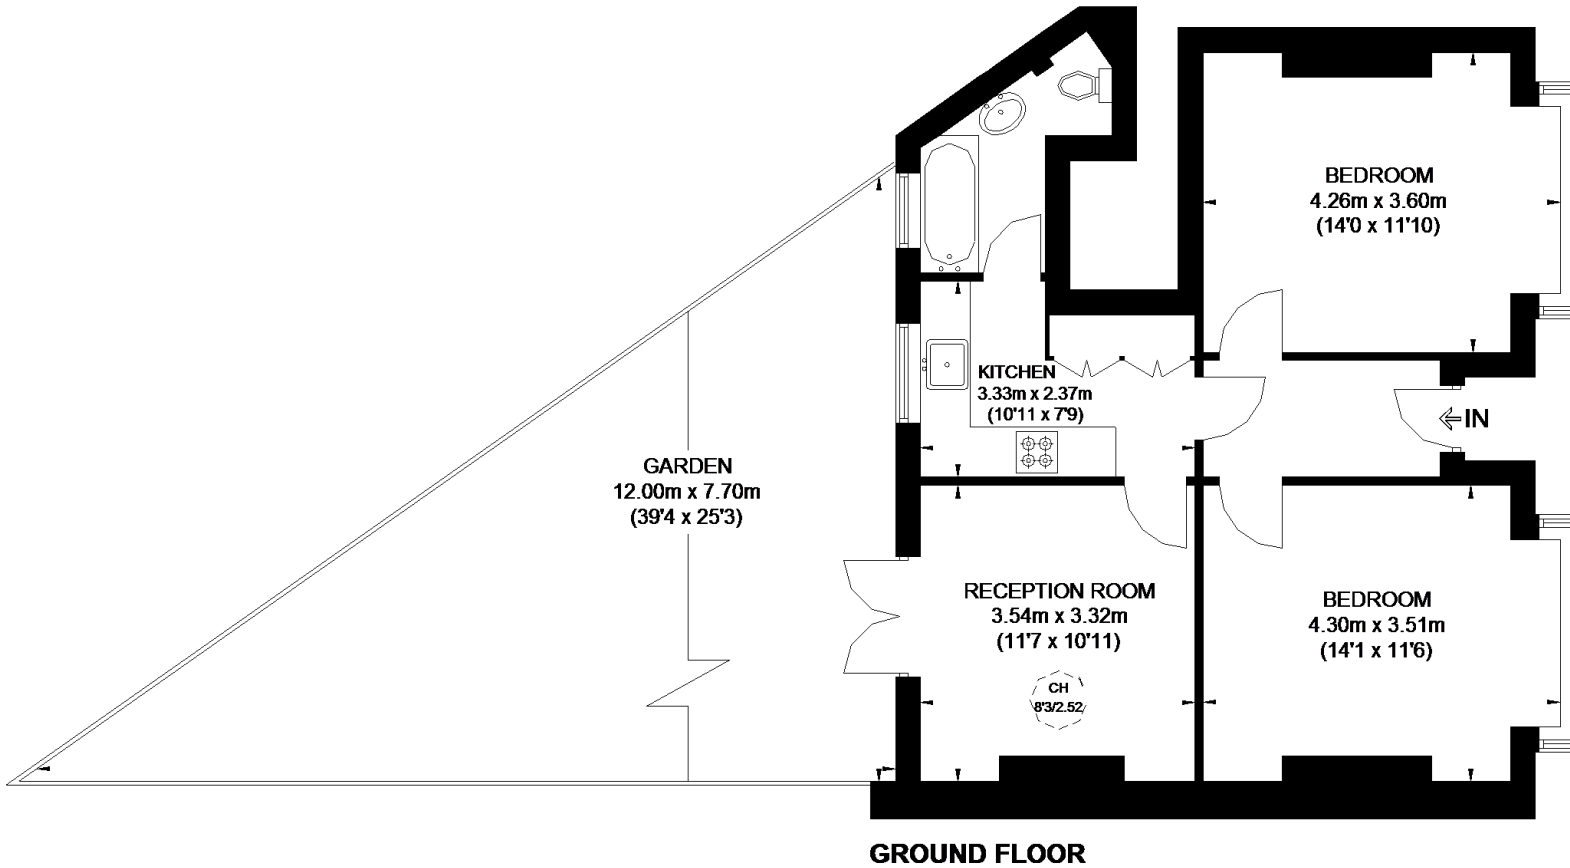 BEDROOM
4.26m x 3.60m
(14'0 x 11'10)
KITCHEN
3.33m x 2.37m
(10'11 x 7'9)
IN
GARDEN
12.00m x 7.70m
(39'4 x 25'3)
RECEPTION ROOM
3.54m x 3.32m
(11'7 x 10'11)
CH
8'3/2.52
BEDROOM
4.30m x 3.51m
(14'1 x 11'6)
GROUND FLOOR